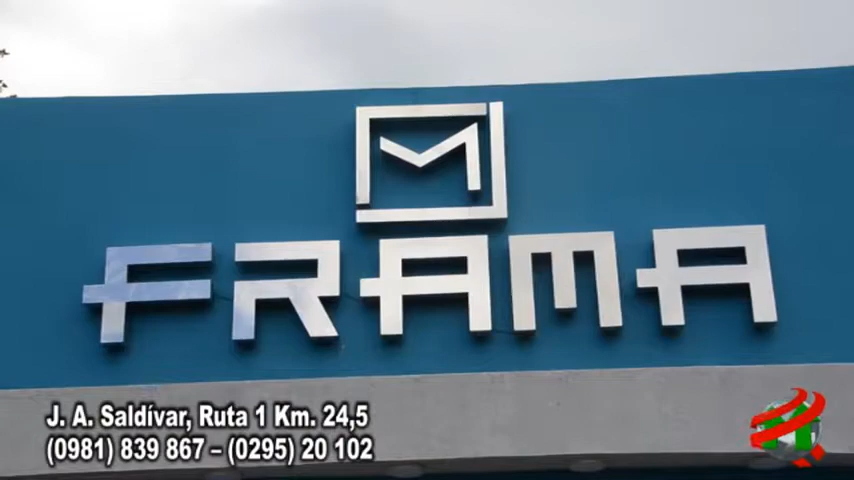 FRAMA
J. A. Saldívar, Ruta 1 Km. 24,5
(0981) 839 867 – (0295) 20 102